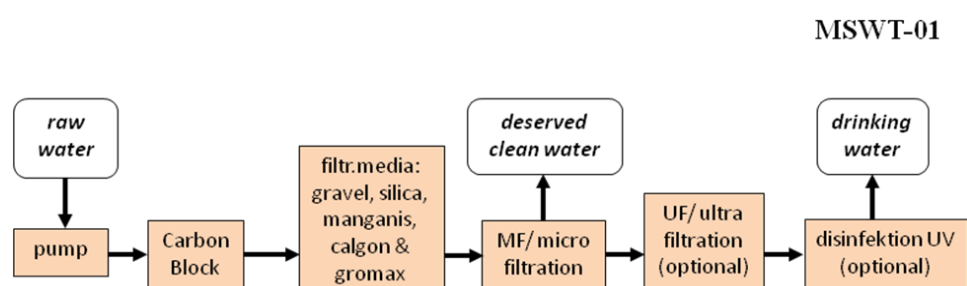 MSWT-01
raw
water
deserved
clean water
drinking
water
pump
Carbon
Block
filtr.media:
gravel, silica,
manganis,
calgon &
gromax
MF/micro
filtration
UF/ultra
filtration
(optional)
disinfektion UV
(optional)